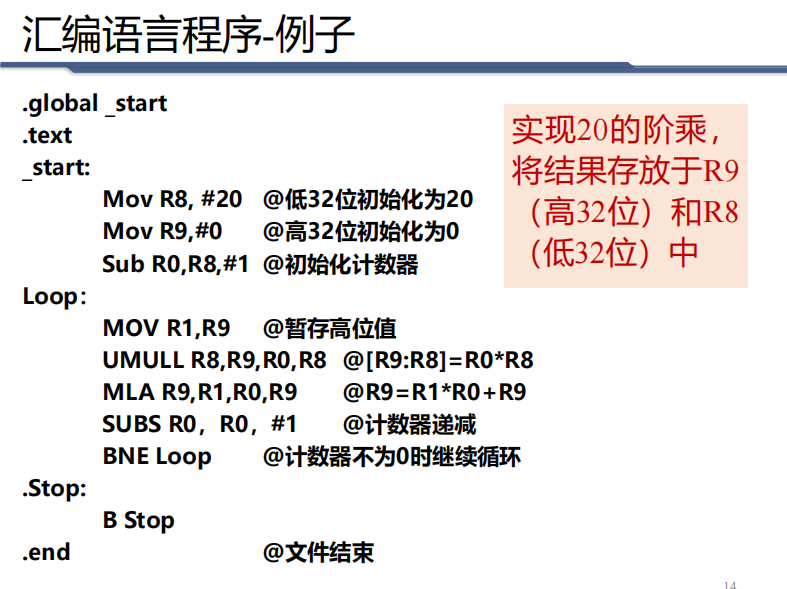 汇编语言程序-例子
.global _start
.text
_start:
Mov R8, #20 @低32位初始化为20
Mov R9,#0 @高32位初始化为0
Sub R0,R8,#1 @初始化计数器
Loop：
MOV R1,R9 @暂存高位值
UMULL R8,R9,R0,R8 @[R9:R8]=R0*R8
MLA R9,R1,R0,R9 @R9=R1*R0+R9
SUBS R0，R0，#1 @计数器递减
BNE Loop @计数器不为0时继续循环
.Stop:
B Stop
.end @文件结束
实现20的阶乘，
将结果存放于R9
（高32位）和R8
（低32位）中
14